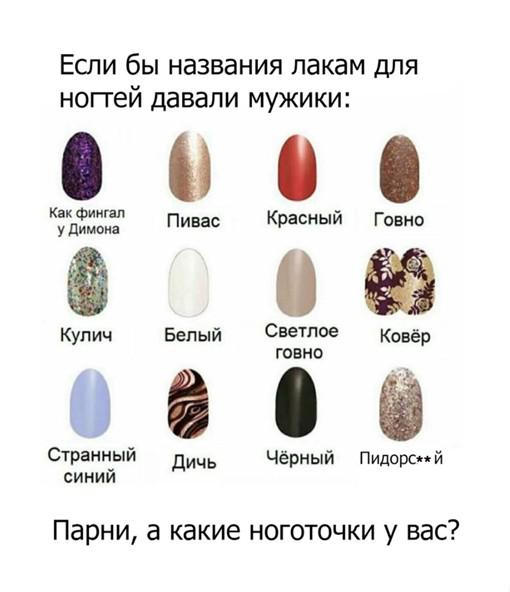 Если бы названия лакам для
ногтей давали мужики:
Как фингал
у Димона
Пивас
Красный
Говно
Кулич
Белый
Светлое
говно
Ковёр
Странный
синий
Дичь
Чёрный
Пидорс**й
Парни, а какие ноготочки у вас?